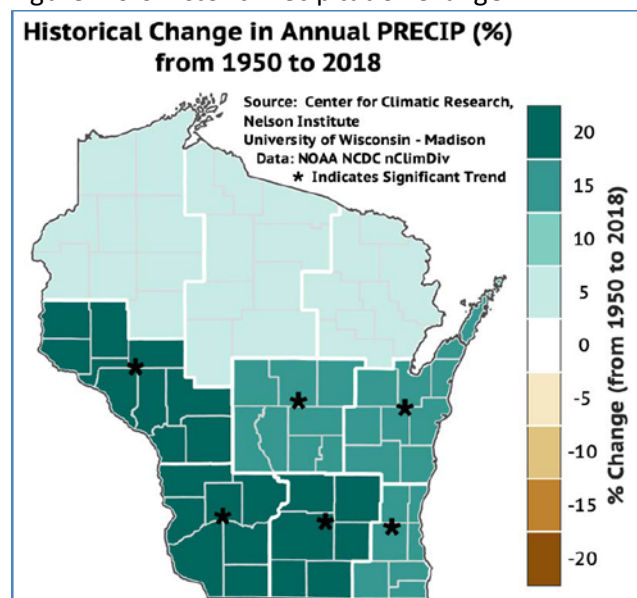 Historical Change in Annual PRECIP (%)
from 1950 to 2018
Source: Center for Climatic Research,
Nelson Institute
University of Wisconsin - Madison
Data: NOAA NCDC nClimDiv
* Indicates Significant Trend
20
15
10
5
0
-5
-10
-15
-20
% Change (from 1950 to 2018)